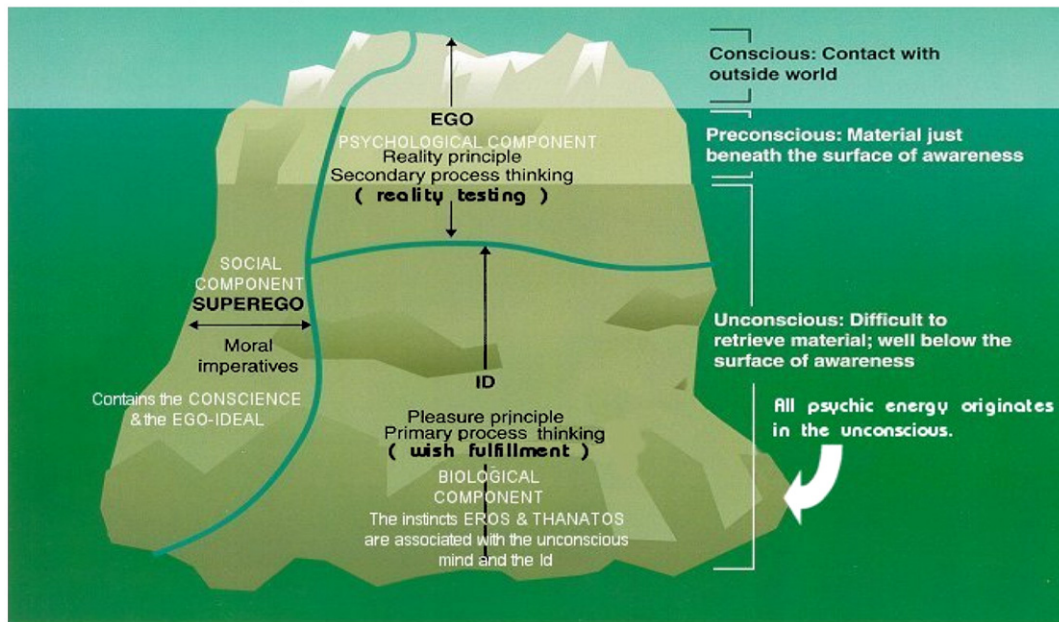 Conscious: Contact with
outside world
EGO
PSYCHOLOGICAL COMPONENT
Reality principle
Secondary process thinking
( reality testing )
Preconscious: Material just
beneath the surface of awareness
SOCIAL
COMPONENT
SUPEREGO
Moral
imperatives
Contains the CONSCIENCE
& the EGO-IDEAL
ID
Pleasure principle
Primary process thinking
( wish fulfillment )
BIOLOGICAL
COMPONENT
The instincts EROS & THANATOS
are associated with the unconscious
mind and the Id
Unconscious: Difficult to
retrieve material; well below the
surface of awareness
All psychic energy originates
in the unconscious.